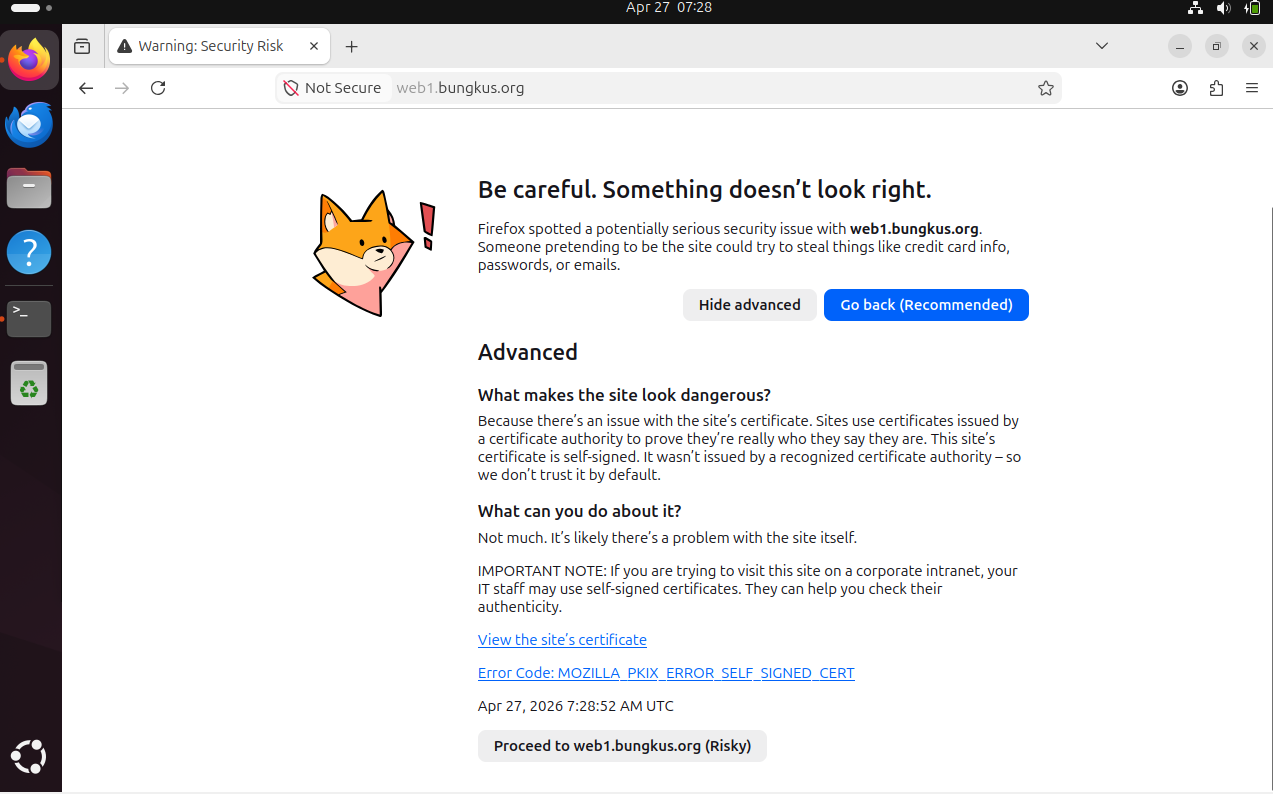 Apr 27 07:28
Warning: Security Risk
Not Secure
web1.bungkus.org
Be careful. Something doesn’t look right.
Firefox spotted a potentially serious security issue with web1.bungkus.org.
Someone pretending to be the site could try to steal things like credit card info,
passwords, or emails.
Hide advanced
Go back (Recommended)
Advanced
What makes the site look dangerous?
Because there’s an issue with the site’s certificate. Sites use certificates issued by
a certificate authority to prove they’re really who they say they are. This site’s
certificate is self-signed. It wasn’t issued by a recognized certificate authority – so
we don’t trust it by default.
What can you do about it?
Not much. It’s likely there’s a problem with the site itself.
IMPORTANT NOTE: If you are trying to visit this site on a corporate intranet, your
IT staff may use self-signed certificates. They can help you check their
authenticity.
View the site’s certificate
Error Code: MOZILLA_PKIX_ERROR_SELF_SIGNED_CERT
Apr 27, 2026 7:28:52 AM UTC
Proceed to web1.bungkus.org (Risky)